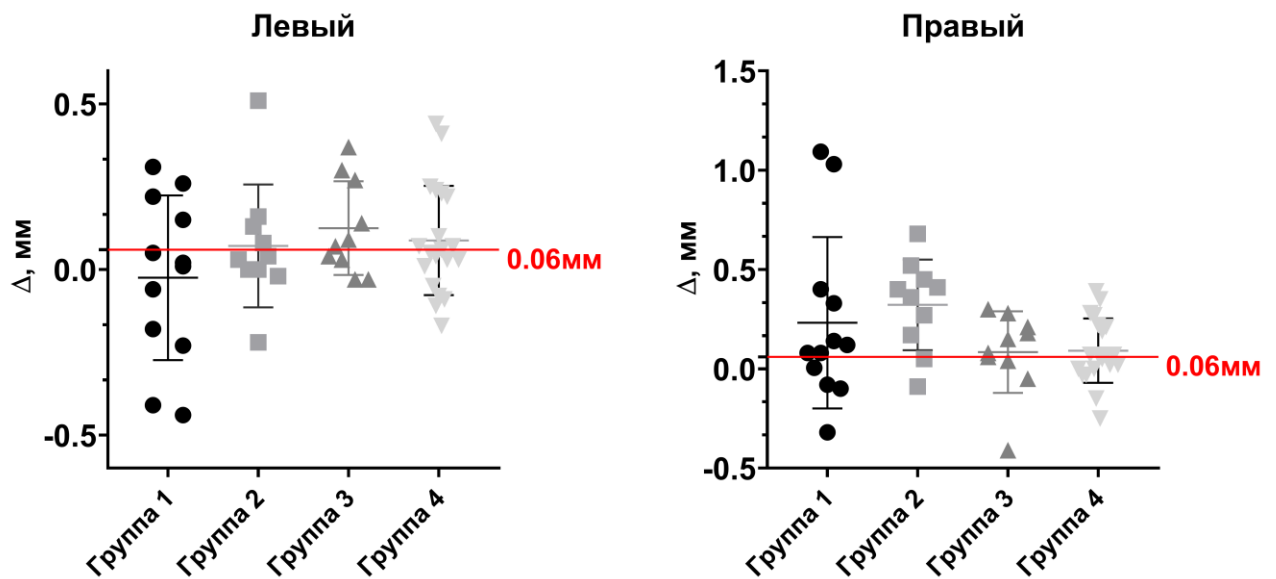 Левый
Δ, мм
0.5
0.0
-0.5
0.06мм
Группа 1
Группа 2
Группа 3
Группа 4
Правый
Δ, мм
1.5
1.0
0.5
0.0
-0.5
0.06мм
Группа 1
Группа 2
Группа 3
Группа 4